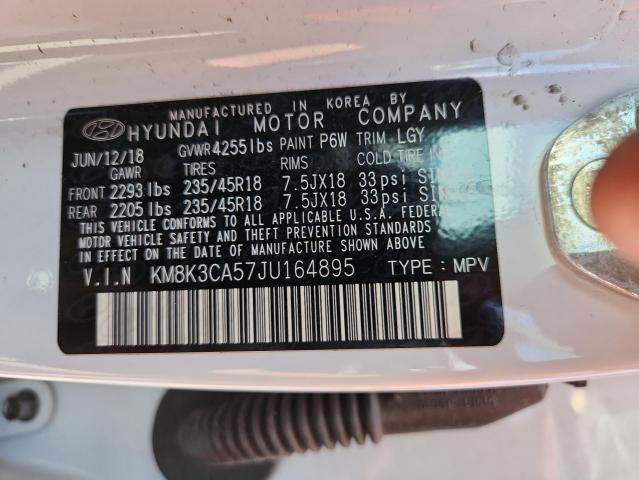 MANUFACTURED IN KOREA BY
HYUNDAI MOTOR COMPANY
JUN/12/18 GVWR 4255 lbs PAINT P6W TRIM LGY
GAWR TIRES RIMS COLD TIRE
FRONT 2293 lbs 235/45R18 7.5JX18 33psi
REAR 2205 lbs 235/45R18 7.5JX18 33psi
THIS VEHICLE CONFORMS TO ALL APPLICABLE U.S.A. FEDERAL
MOTOR VEHICLE SAFETY AND THEFT PREVENTION STANDARDS
IN EFFECT ON THE DATE OF MANUFACTURE SHOWN ABOVE
V.I.N KM8K3CA57JU164895 TYPE: MPV